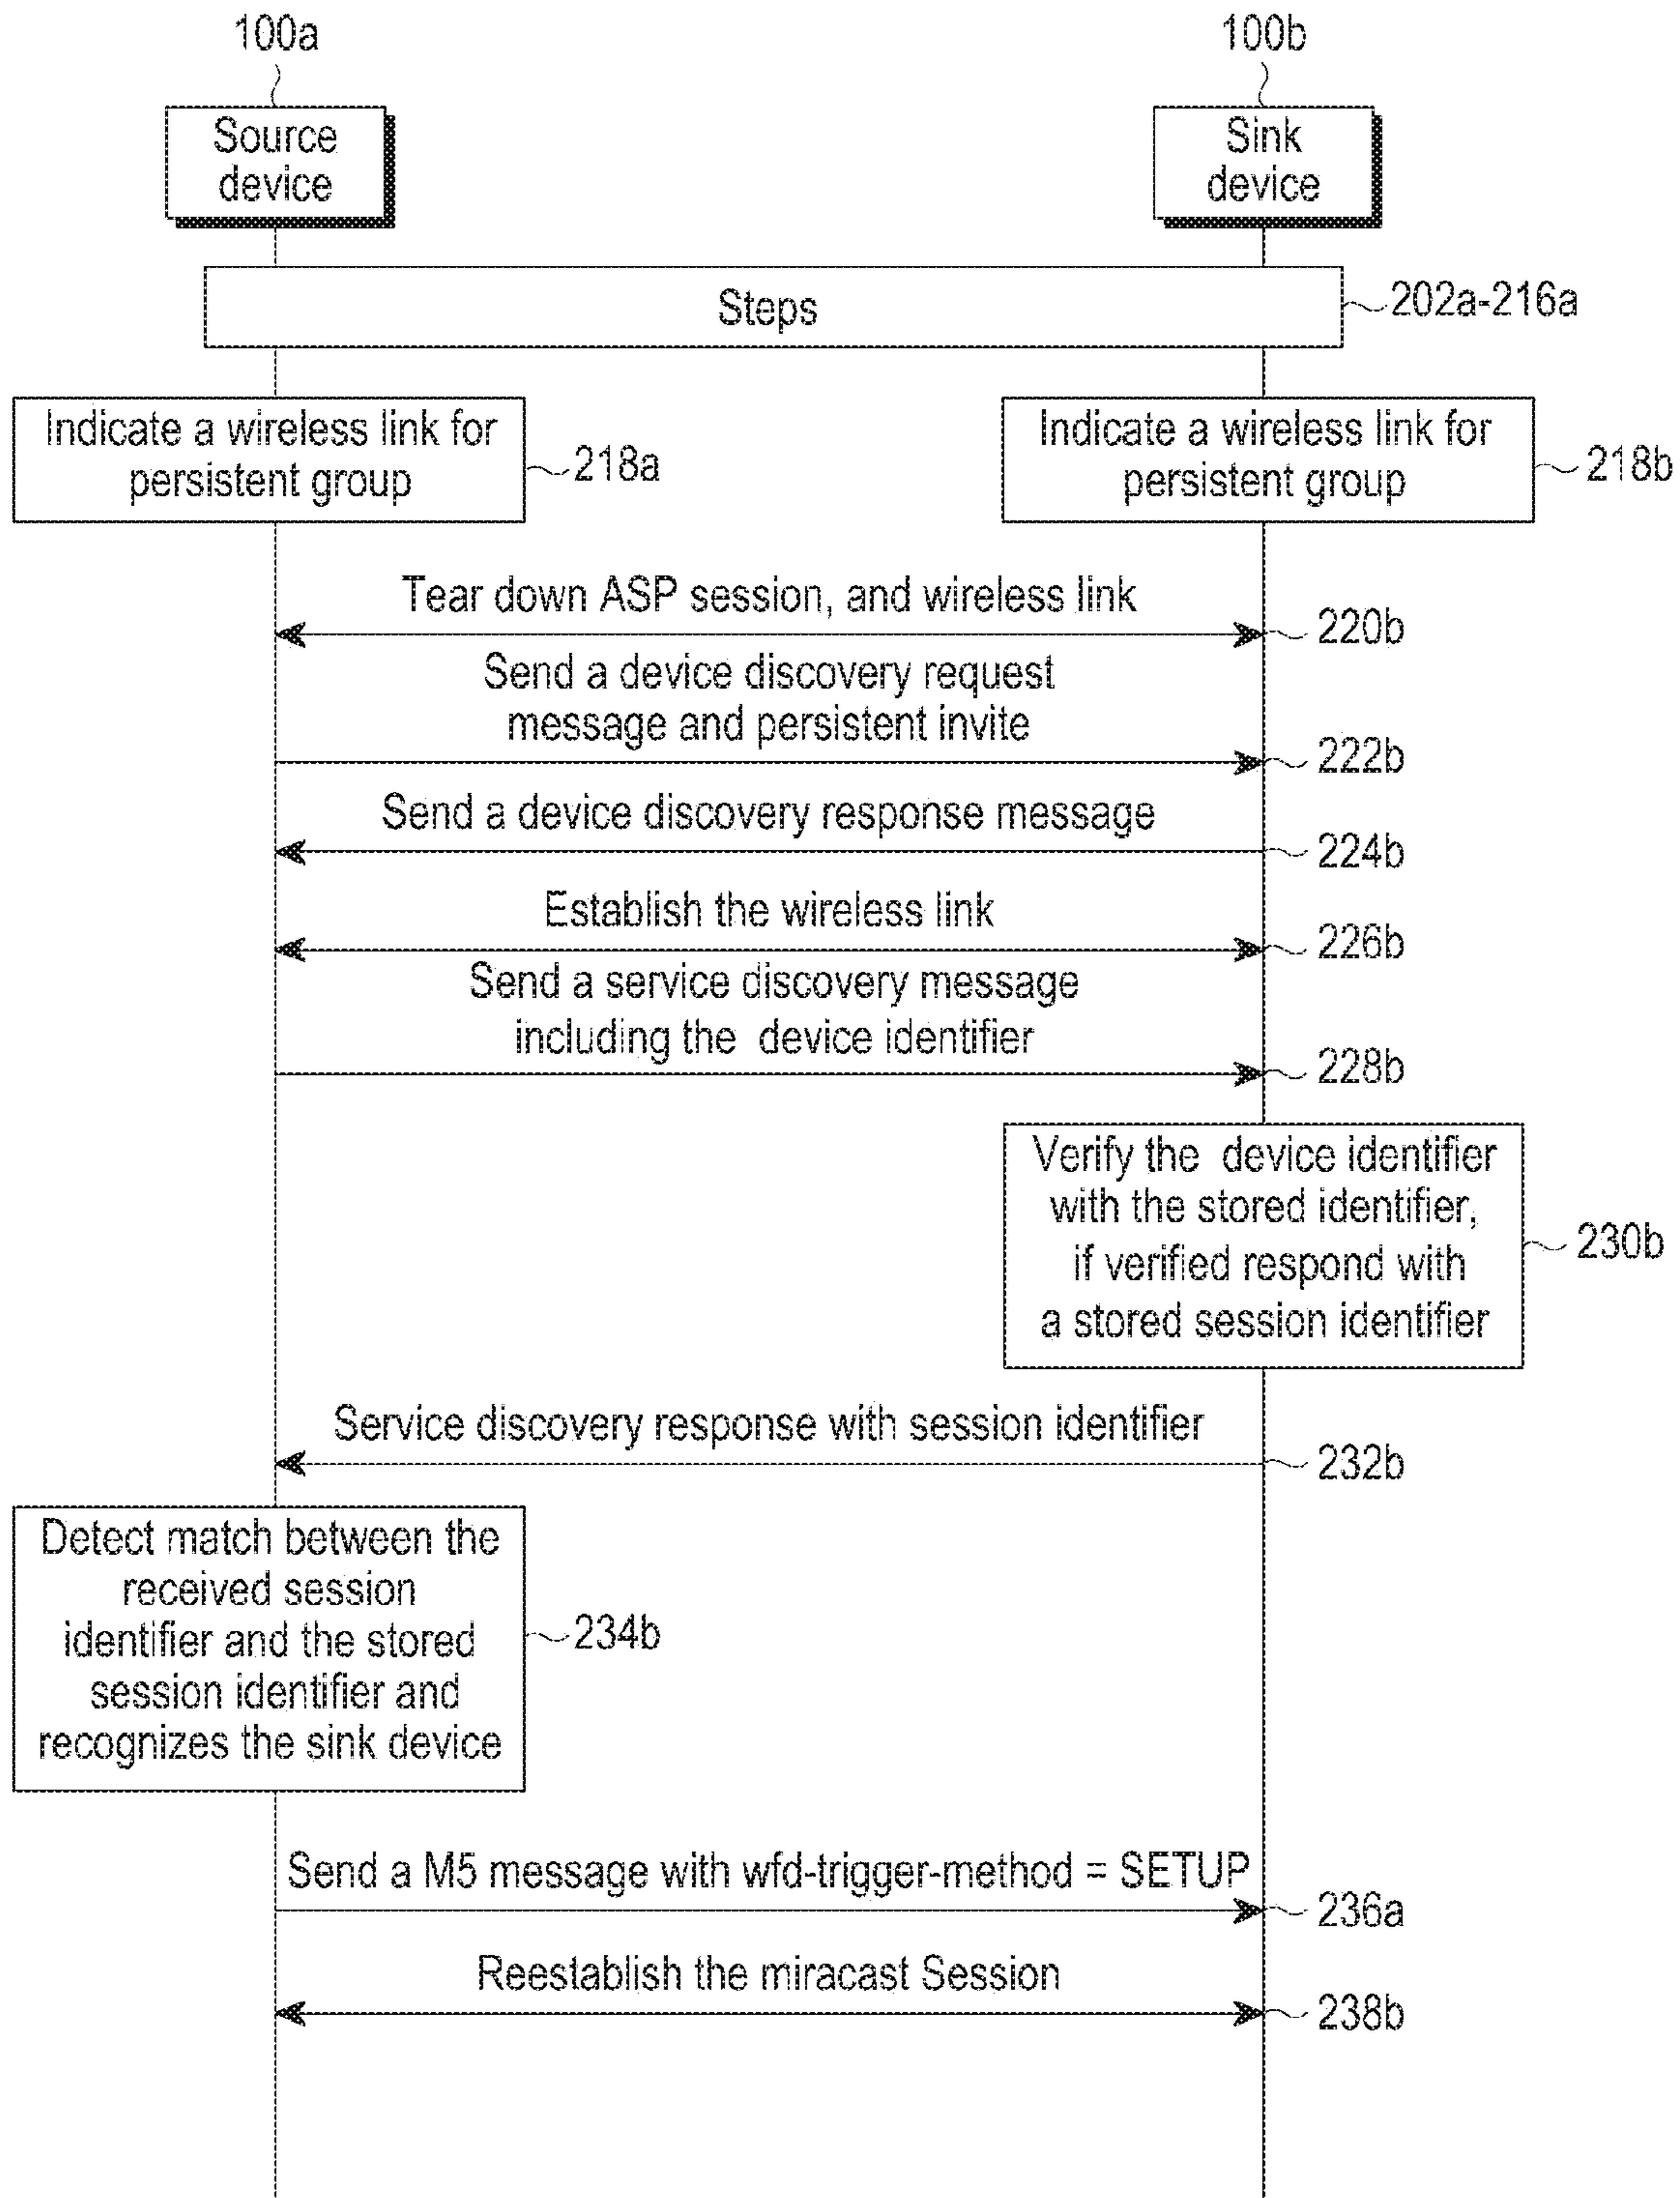 100a
100b
Source
device
Sink
device
Steps
202a-216a
Indicate a wireless link for
persistent group
218a
Indicate a wireless link for
persistent group
218b
Tear down ASP session, and wireless link
220b
Send a device discovery request
message and persistent invite
222b
Send a device discovery response message
224b
Establish the wireless link
226b
Send a service discovery message
including the device identifier
228b
Verify the device identifier
with the stored identifier,
if verified respond with
a stored session identifier
230b
Service discovery response with session identifier
232b
Detect match between the
received session
identifier and the stored
session identifier and
recognizes the sink device
234b
Send a M5 message with wfd-trigger-method = SETUP
236a
Reestablish the miracast Session
238b